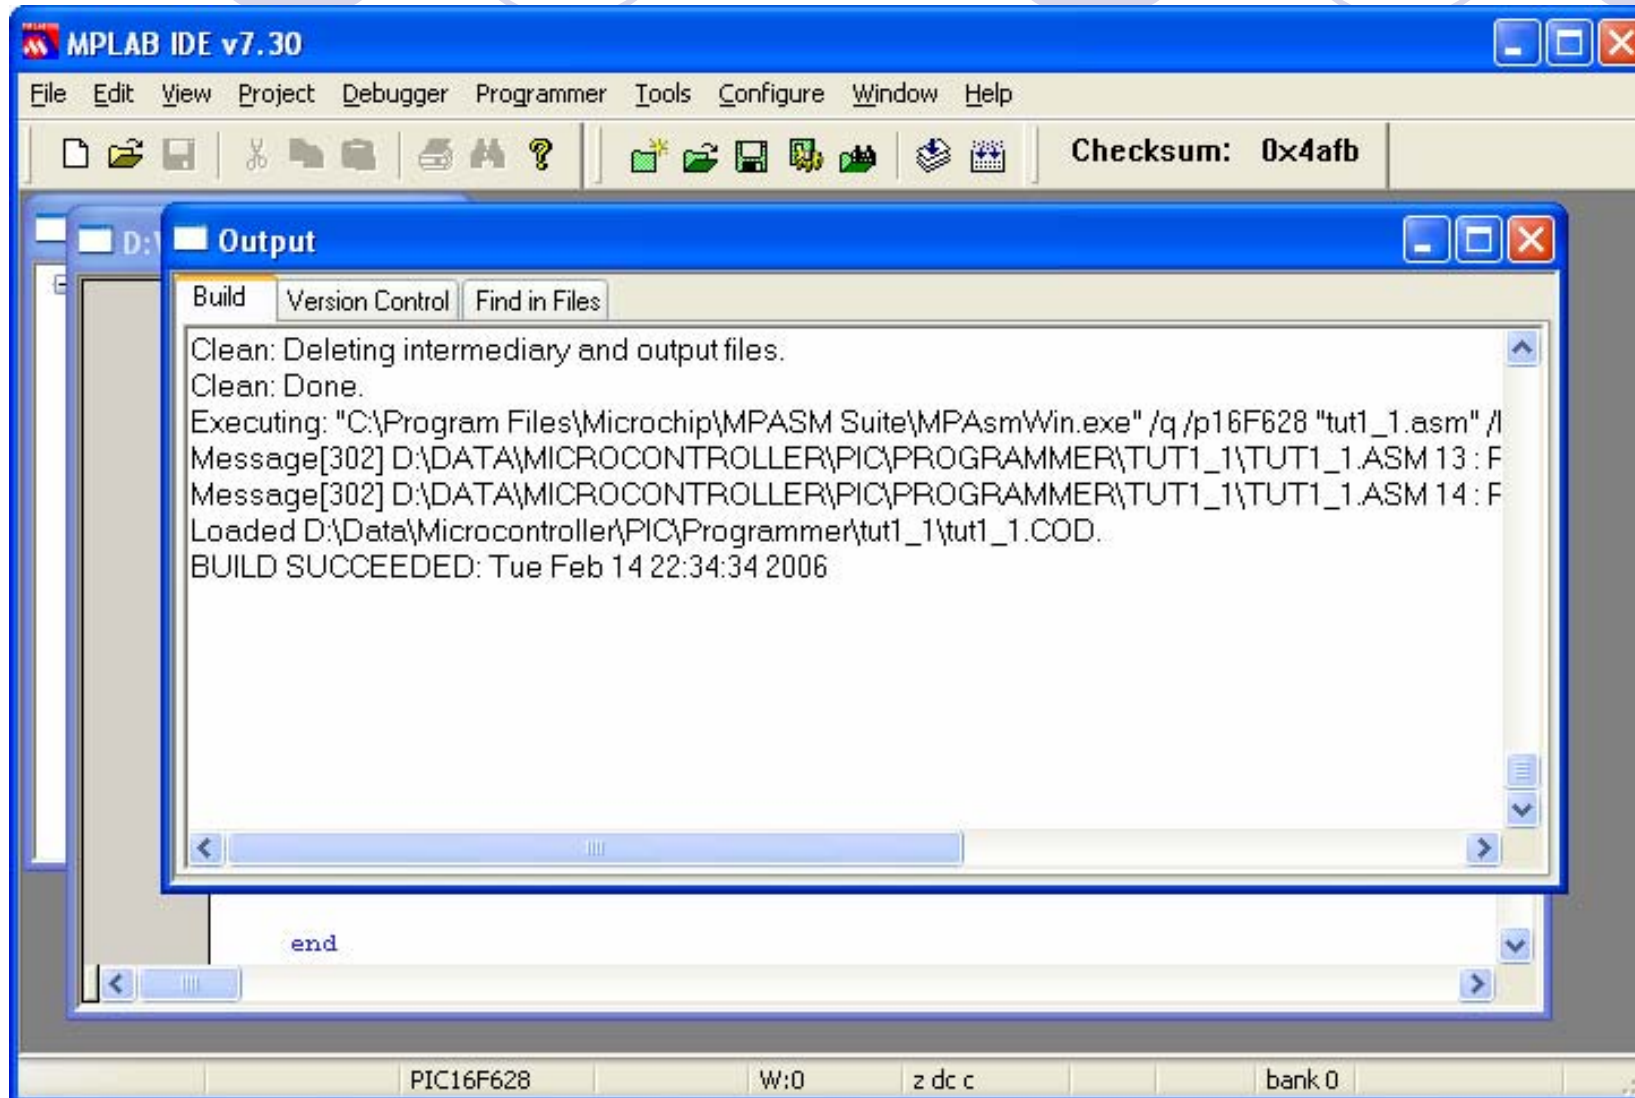 MPLAB IDE v7.30
File Edit View Project Debugger Programmer Tools Configure Window Help
Checksum: 0x4afb
D:\
Output
Build Version Control Find in Files
Clean: Deleting intermediary and output files.
Clean: Done.
Executing: "C:\Program Files\Microchip\MPASM Suite\MPAsmWin.exe" /q /p16F628 "tut1_1.asm"
Message[302] D:\DATA\MICROCONTROLLER\PIC\PROGRAMMER\TUT1_1\TUT1_1.ASM 13 :
Message[302] D:\DATA\MICROCONTROLLER\PIC\PROGRAMMER\TUT1_1\TUT1_1.ASM 14 :
Loaded D:\Data\Microcontroller\PIC\Programmer\tut1_1\tut1_1.COD.
BUILD SUCCEEDED: Tue Feb 14 22:34:34 2006
end
PIC16F628 W:0 z dc c bank 0